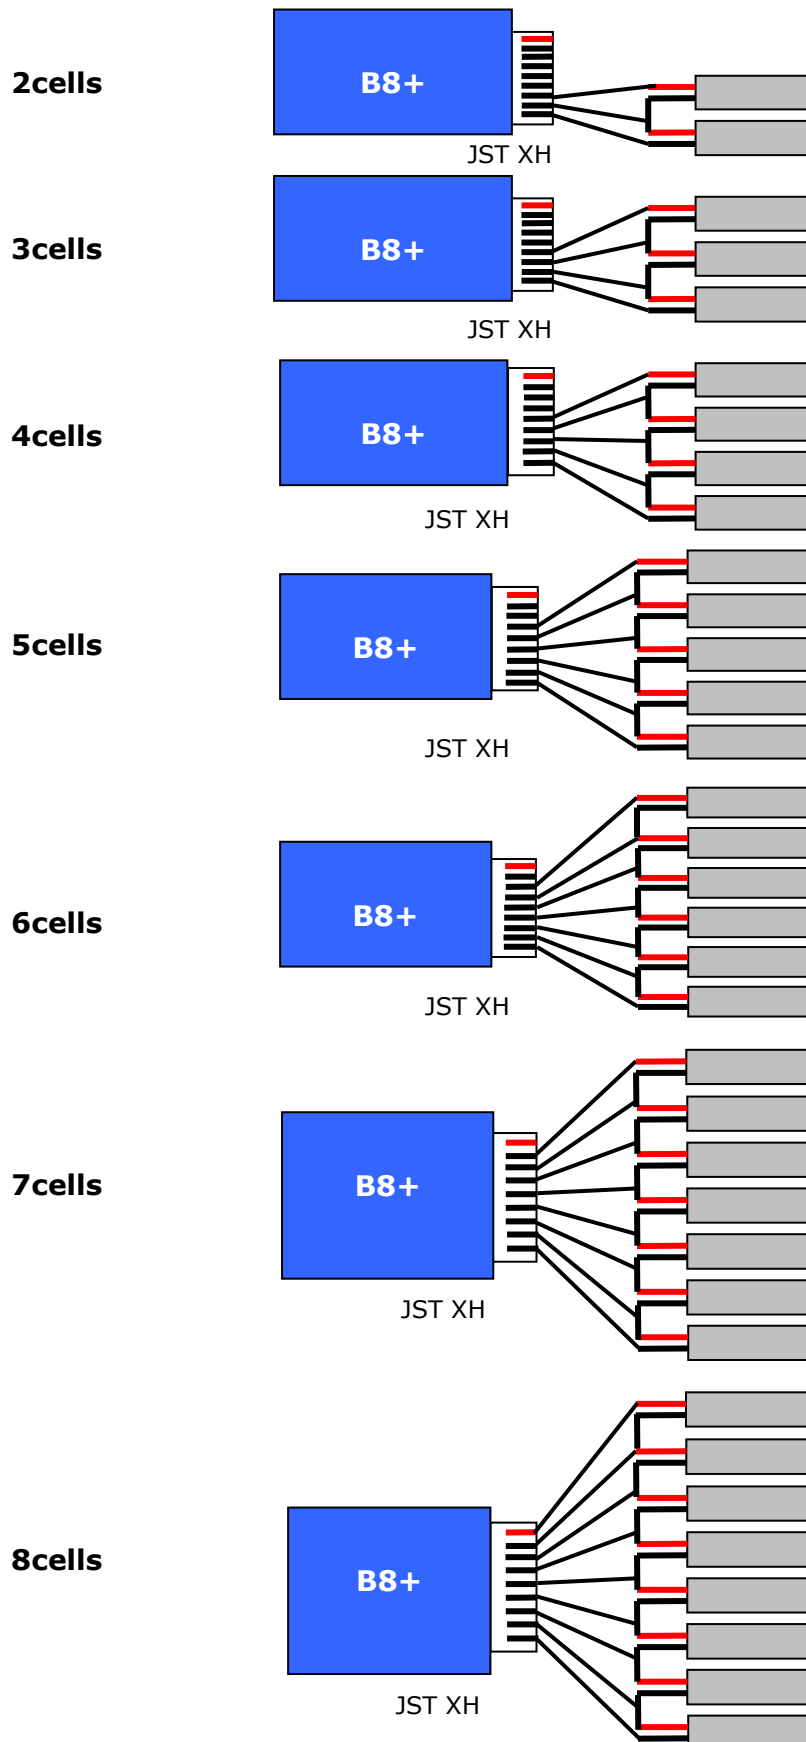 2cells
B8+
JST XH
3cells
B8+
JST XH
4cells
B8+
JST XH
5cells
B8+
JST XH
6cells
B8+
JST XH
7cells
B8+
JST XH
8cells
B8+
JST XH